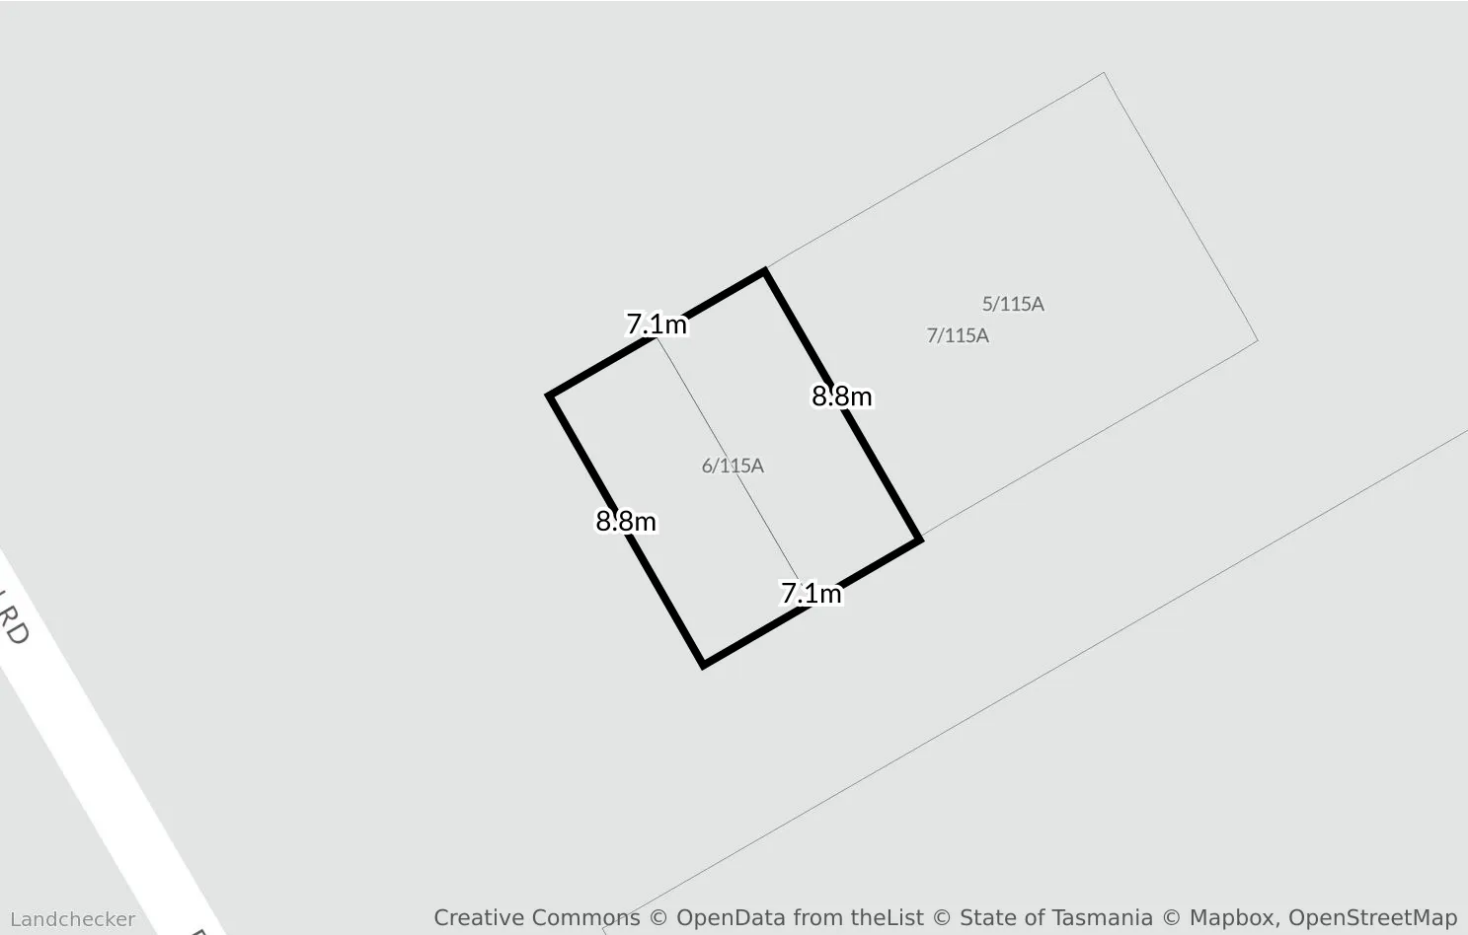 5/115A
7.1m
7/115A
8.8m
6/115A
8.8m
7.1m
RD
Landchecker
Creative Commons © OpenData from theList © State of Tasmania © Mapbox, OpenStreetMap